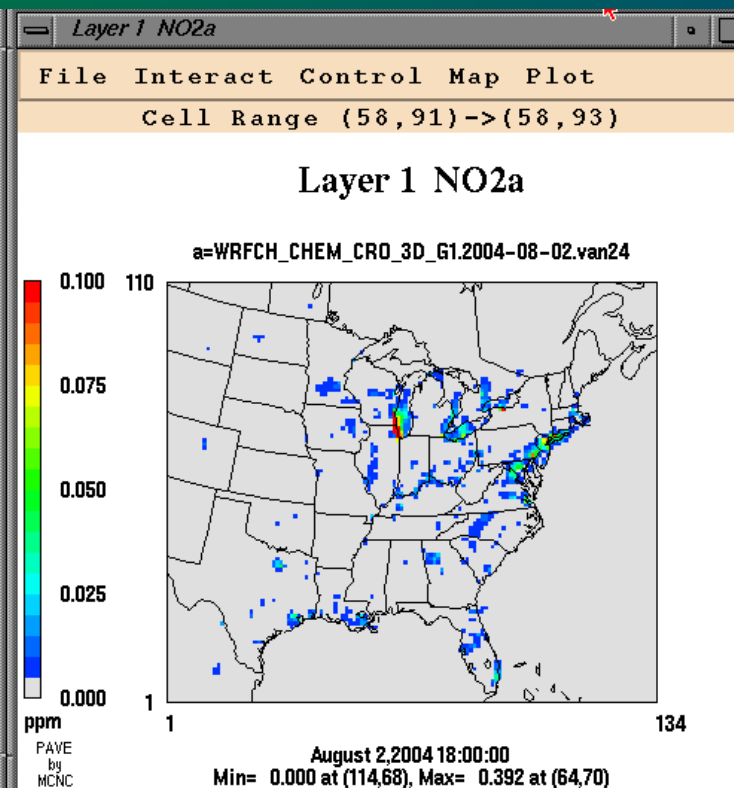 Layer 1 NO2a
File Interact Control Map Plot
Cell Range (58,91)->(58,93)
Layer 1 NO2a
a=WRFCH_CHEM_CRO_3D_G1.2004-08-02.van24
0.100
110
0.075
0.050
0.025
0.000
1
ppm
1
134
PAVE
by
MCNC
August 2,2004 18:00:00
Min= 0.000 at (114,68), Max= 0.392 at (64,70)